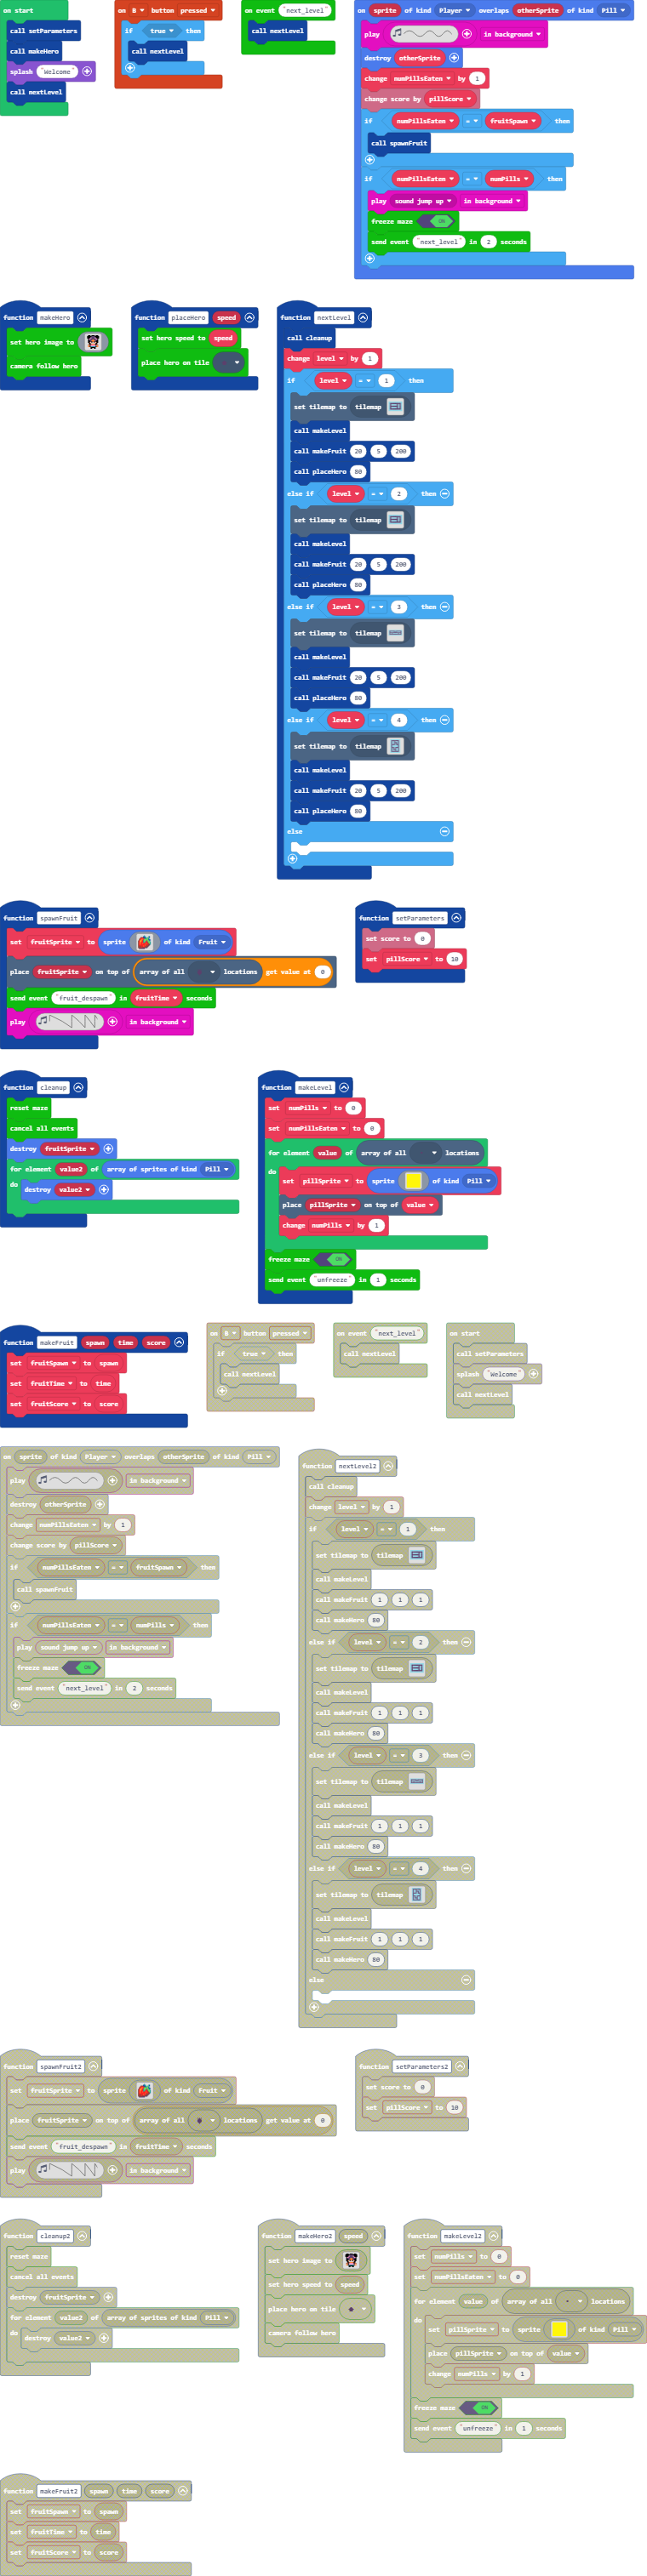 on start
call setParameters
call makeHero
splash "Welcome"
call nextLevel
on B button pressed
if true then
call nextLevel
on event "next_level"
call nextLevel
on sprite of kind Player overlaps otherSprite of kind Pill
play in background
destroy otherSprite
change numPillsEaten by 1
change score by pillScore
if numPillsEaten = fruitSpawn then
call spawnFruit
if numPillsEaten = numPills then
play sound jump up in background
freeze maze ON
send event "next_level" in 2 seconds
function makeHero
set hero image to
camera follow hero
function placeHero speed
set hero speed to speed
place hero on tile
function nextLevel
call cleanup
change level by 1
if level = 1 then
set tilemap to tilemap
call makeLevel
call makeFruit 20 5 200
call placeHero 80
else if level = 2 then
set tilemap to tilemap
call makeLevel
call makeFruit 20 5 200
call placeHero 80
else if level = 3 then
set tilemap to tilemap
call makeLevel
call makeFruit 20 5 200
call placeHero 80
else if level = 4 then
set tilemap to tilemap
call makeLevel
call makeFruit 20 5 200
call placeHero 80
else
function spawnFruit
set fruitSprite to sprite of kind Fruit
place fruitSprite on top of array of all locations get value at 0
send event "fruit_despawn" in fruitTime seconds
play in background
function setParameters
set score to 0
set pillScore to 10
function cleanup
reset maze
cancel all events
destroy fruitSprite
for element value2 of array of sprites of kind Pill
do destroy value2
function makeLevel
set numPills to 0
set numPillsEaten to 0
for element value of array of all locations
do
set pillSprite to sprite of kind Pill
place pillSprite on top of value
change numPills by 1
freeze maze ON
send event "unfreeze" in 1 seconds
function makeFruit spawn time score
set fruitSpawn to spawn
set fruitTime to time
set fruitScore to score
on B button pressed
if true then
call nextLevel
on event "next_level"
call nextLevel
on start
call setParameters
splash "Welcome"
call nextLevel
on sprite of kind Player overlaps otherSprite of kind Pill
play in background
destroy otherSprite
change numPillsEaten by 1
change score by pillScore
if numPillsEaten = fruitSpawn then
call spawnFruit
if numPillsEaten = numPills then
play sound jump up in background
freeze maze ON
send event "next_level" in 2 seconds
function nextLevel2
call cleanup
change level by 1
if level = 1 then
set tilemap to tilemap
call makeLevel
call makeFruit 1 1 1
call makeHero 80
else if level = 2 then
set tilemap to tilemap
call makeLevel
call makeFruit 1 1 1
call makeHero 80
else if level = 3 then
set tilemap to tilemap
call makeLevel
call makeFruit 1 1 1
call makeHero 80
else if level = 4 then
set tilemap to tilemap
call makeLevel
call makeFruit 1 1 1
call makeHero 80
else
function spawnFruit2
set fruitSprite to sprite of kind Fruit
place fruitSprite on top of array of all locations get value at 0
send event "fruit_despawn" in fruitTime seconds
play in background
function setParameters2
set score to 0
set pillScore to 10
function cleanup2
reset maze
cancel all events
destroy fruitSprite
for element value2 of array of sprites of kind Pill
do destroy value2
function makeHero2 speed
set hero image to
set hero speed to speed
place hero on tile
camera follow hero
function makeLevel2
set numPills to 0
set numPillsEaten to 0
for element value of array of all locations
do
set pillSprite to sprite of kind Pill
place pillSprite on top of value
change numPills by 1
freeze maze ON
send event "unfreeze" in 1 seconds
function makeFruit2 spawn time score
set fruitSpawn to spawn
set fruitTime to time
set fruitScore to score